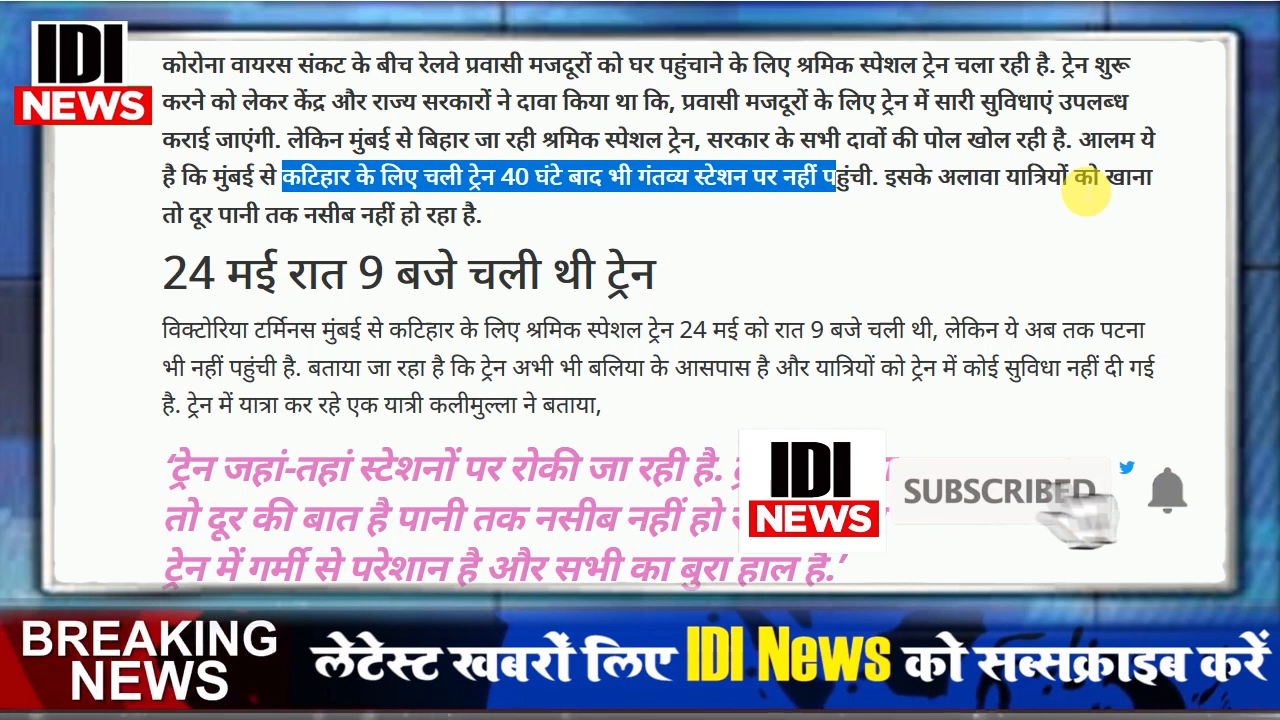 IDI
NEWS
कोरोना वायरस संकट के बीच रेलवे प्रवासी मजदूरों को घर पहुंचाने के लिए श्रमिक स्पेशल ट्रेन चला रही है. ट्रेन शुरू
करने को लेकर केंद्र और राज्य सरकारों ने दावा किया था कि, प्रवासी मजदूरों के लिए ट्रेन में सारी सुविधाएं उपलब्ध
कराई जाएंगी. लेकिन मुंबई से बिहार जा रही श्रमिक स्पेशल ट्रेन, सरकार के सभी दावों की पोल खोल रही है. आलम ये
है कि मुंबई से कटिहार के लिए चली ट्रेन 40 घंटे बाद भी गंतव्य स्टेशन पर नहीं पहुंची. इसके अलावा यात्रियों को खाना
तो दूर पानी तक नसीब नहीं हो रहा है.
24 मई रात 9 बजे चली थी ट्रेन
विक्टोरिया टर्मिनस मुंबई से कटिहार के लिए श्रमिक स्पेशल ट्रेन 24 मई को रात 9 बजे चली थी, लेकिन ये अब तक पटना
भी नहीं पहुंची है. बताया जा रहा है कि ट्रेन अभी भी बलिया के आसपास है और यात्रियों को ट्रेन में कोई सुविधा नहीं दी गई
है. ट्रेन में यात्रा कर रहे एक यात्री कलीमुल्ला ने बताया,
‘ट्रेन जहां-तहां स्टेशनों पर रोकी जा रही है.
तो दूर की बात है पानी तक नसीब नहीं हो
ट्रेन में गर्मी से परेशान है और सभी का बुरा हाल है.’
IDI
NEWS
SUBSCRIBED
BREAKING
NEWS
लेटेस्ट खबरों लिए IDI News को सब्सक्राइब करें